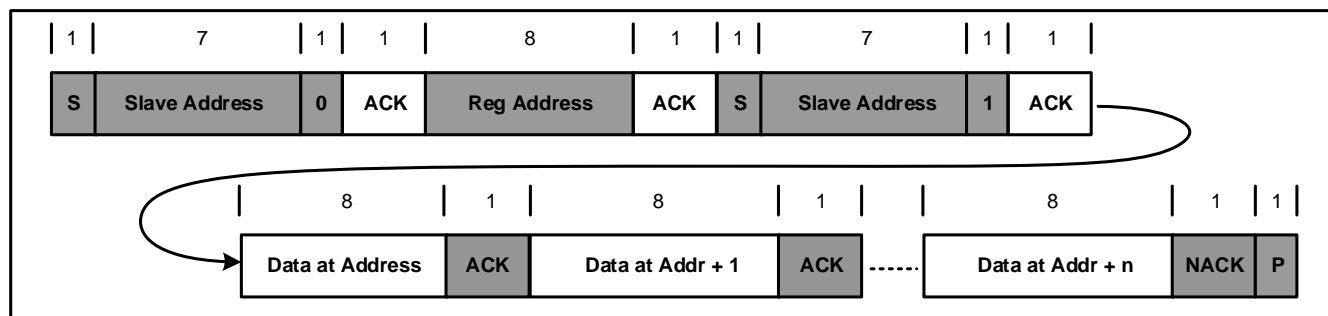 1 7 1 1 8 1 1 7 1 1
S Slave Address 0 ACK Reg Address ACK S Slave Address 1 ACK
8 1 8 1 8 1 1
Data at Address ACK Data at Addr + 1 ACK Data at Addr + n NACK P